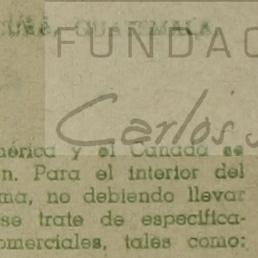 GUATEMALA
FUNDAC
Carlos
mérica y el Canadá se
n. Para el interior del
ma, no debiendo llevar
se trate de especifica-
omerciales, tales como: